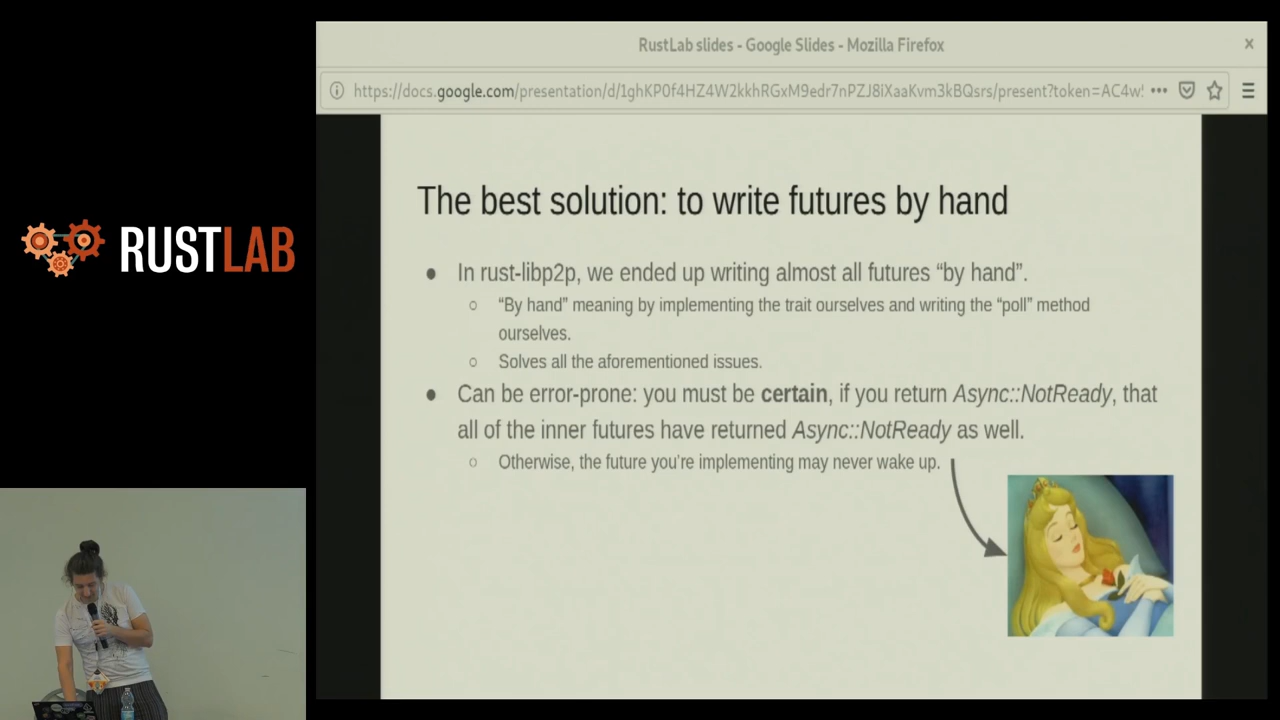 RustLab slides - Google Slides - Mozilla Firefox
https://docs.google.com/presentation/d/1ghKP0f4HZ4W2kkhRGxM9edr7nPZJ8iXaaKvm3kBQsrs/present?token=AC4w
The best solution: to write futures by hand
● In rust-libp2p, we ended up writing almost all futures “by hand”.
○ “By hand” meaning by implementing the trait ourselves and writing the “poll” method
ourselves.
○ Solves all the aforementioned issues.
● Can be error-prone: you must be certain, if you return Async::NotReady, that
all of the inner futures have returned Async::NotReady as well.
○ Otherwise, the future you're implementing may never wake up.
RUSTLAB